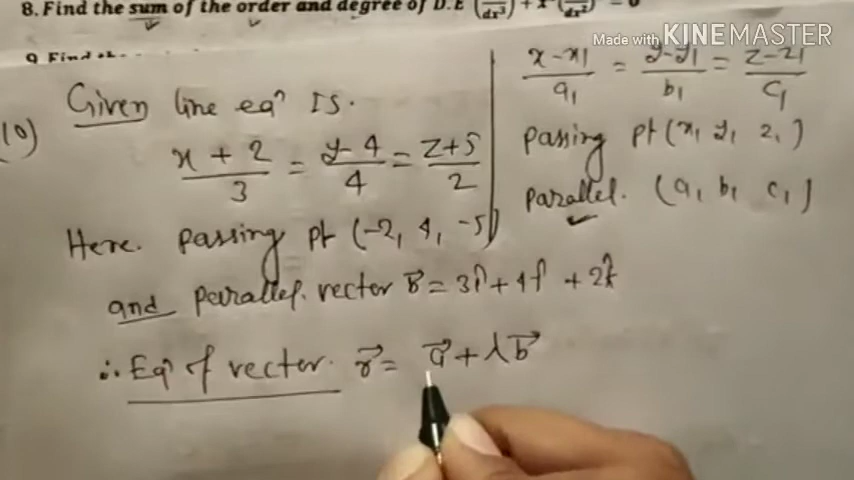 8. Find the sum of the order and degree of D.E
Made with KINEMASTER
9 Find
(10) Given line eqn IS.
x + 2 / 3 = y - 4 / 4 = z + 5 / 2
Here. passing pt (-2, 4, -5)
and parallel. vector b⃗ = 3î + 4ĵ + 2k̂
∴ Eqn of vector. r⃗ = a⃗ + λb⃗
x - x1 / a1 = y - y1 / b1 = z - z1 / c1
passing pt (x1 y1 z1)
parallel. (a1 b1 c1)